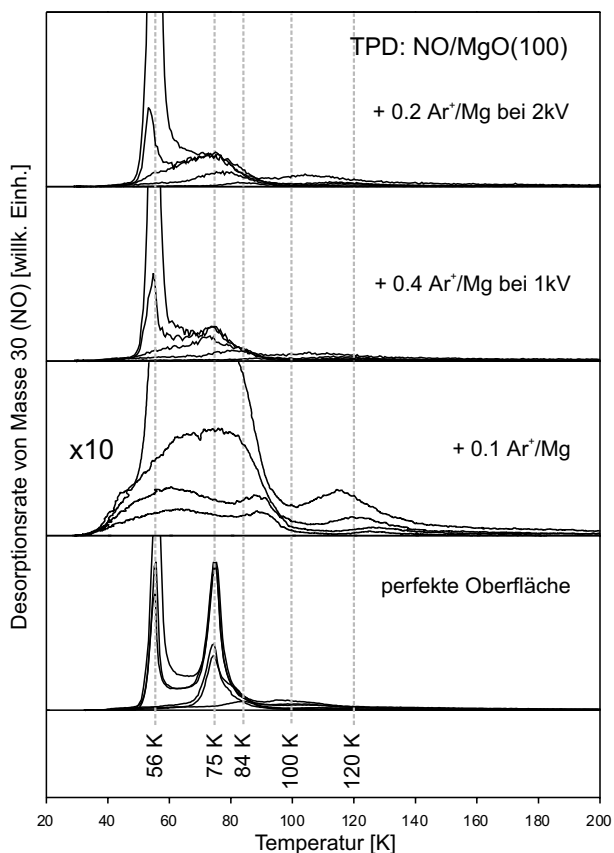 TPD: NO/MgO(100)
+ 0.2 Ar⁺/Mg bei 2kV
+ 0.4 Ar⁺/Mg bei 1kV
x10
+ 0.1 Ar⁺/Mg
perfekte Oberfläche
56 K
75 K
84 K
100 K
120 K
Desorptionsrate von Masse 30 (NO) [willk. Einh.]
20 40 60 80 100 120 140 160 180 200
Temperatur [K]